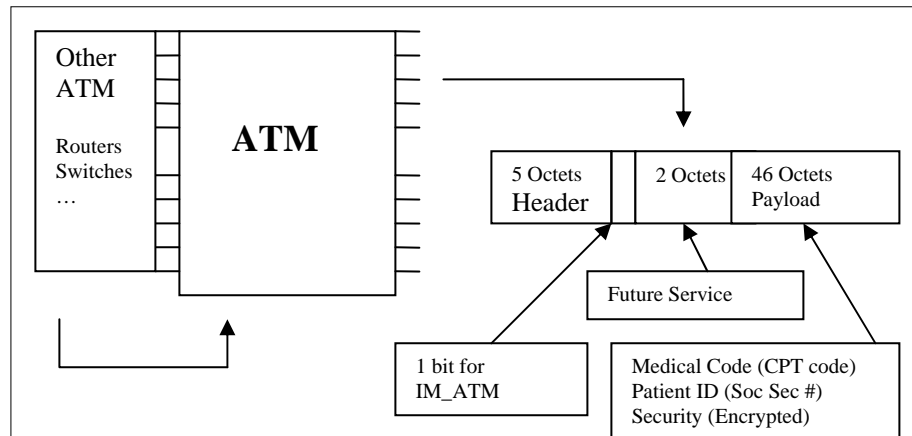 Other
ATM
Routers
Switches
…
ATM
5 Octets
Header
2 Octets
46 Octets
Payload
Future Service
1 bit for
IM_ATM
Medical Code (CPT code)
Patient ID (Soc Sec #)
Security (Encrypted)